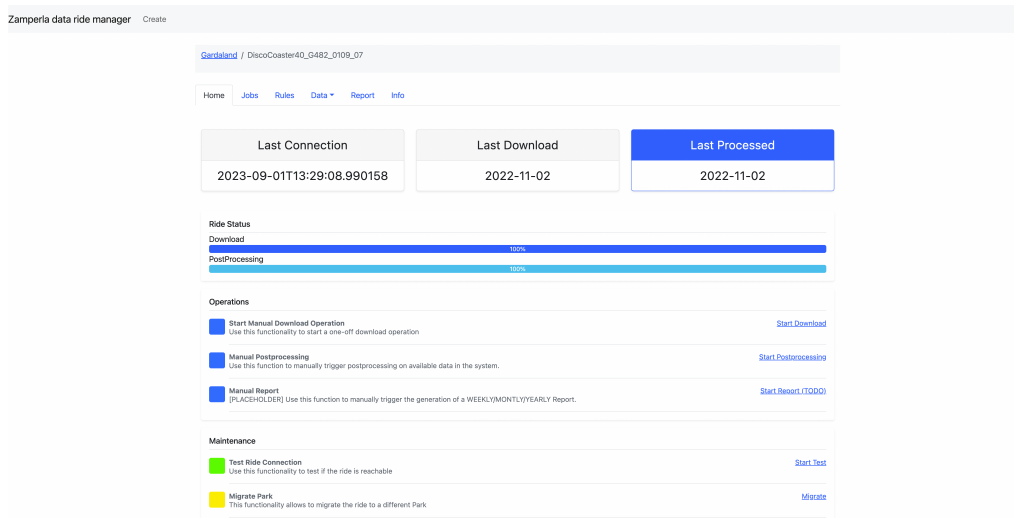 Zamperla data ride manager Create
Gardaland / DiscoCoaster40_G482_0109_07
Home Jobs Rules Data Report Info
Last Connection Last Download Last Processed
2023-09-01T13:29:08.990158 2022-11-02 2022-11-02
Ride Status
Download
100%
PostProcessing
100%
Operations
Start Manual Download Operation Start Download
Use this functionality to start a one-off download operation
Manual Postprocessing Start Postprocessing
Use this function to manually trigger postprocessing on available data in the system.
Manual Report Start Report (TODO)
[PLACEHOLDER] Use this function to manually trigger the generation of a WEEKLY/MONTLY/YEARLY Report.
Maintenance
Test Ride Connection Start Test
Use this functionality to test if the ride is reachable
Migrate Park Migrate
This functionality allows to migrate the ride to a different Park